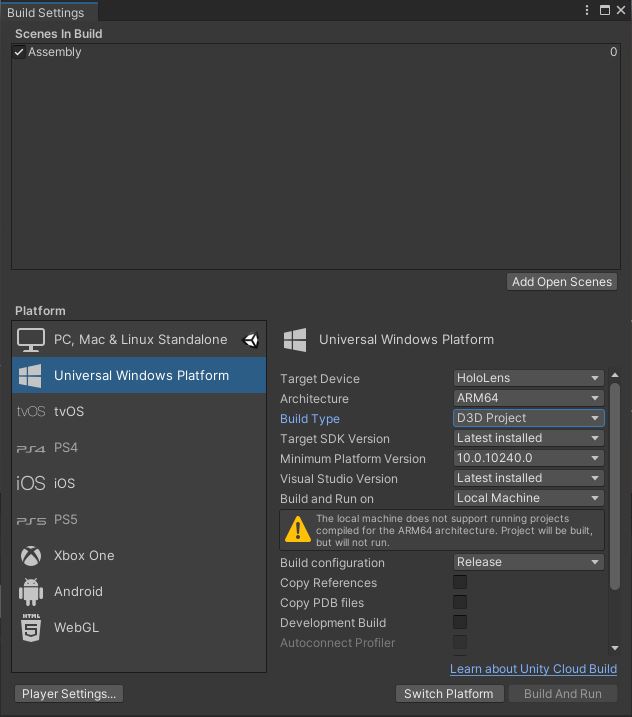 Build Settings
Scenes In Build
Assembly 0
Add Open Scenes
Platform
PC, Mac & Linux Standalone
Universal Windows Platform
tvOS tvOS
PS4 PS4
iOS iOS
PS5 PS5
Xbox One
Android
HTML 5 WebGL
Universal Windows Platform
Target Device HoloLens
Architecture ARM64
Build Type D3D Project
Target SDK Version Latest installed
Minimum Platform Version 10.0.10240.0
Visual Studio Version Latest installed
Build and Run on Local Machine
The local machine does not support running projects
compiled for the ARM64 architecture. Project will be built,
but will not run.
Build configuration Release
Copy References
Copy PDB files
Development Build
Autoconnect Profiler
Learn about Unity Cloud Build
Player Settings... Switch Platform Build And Run